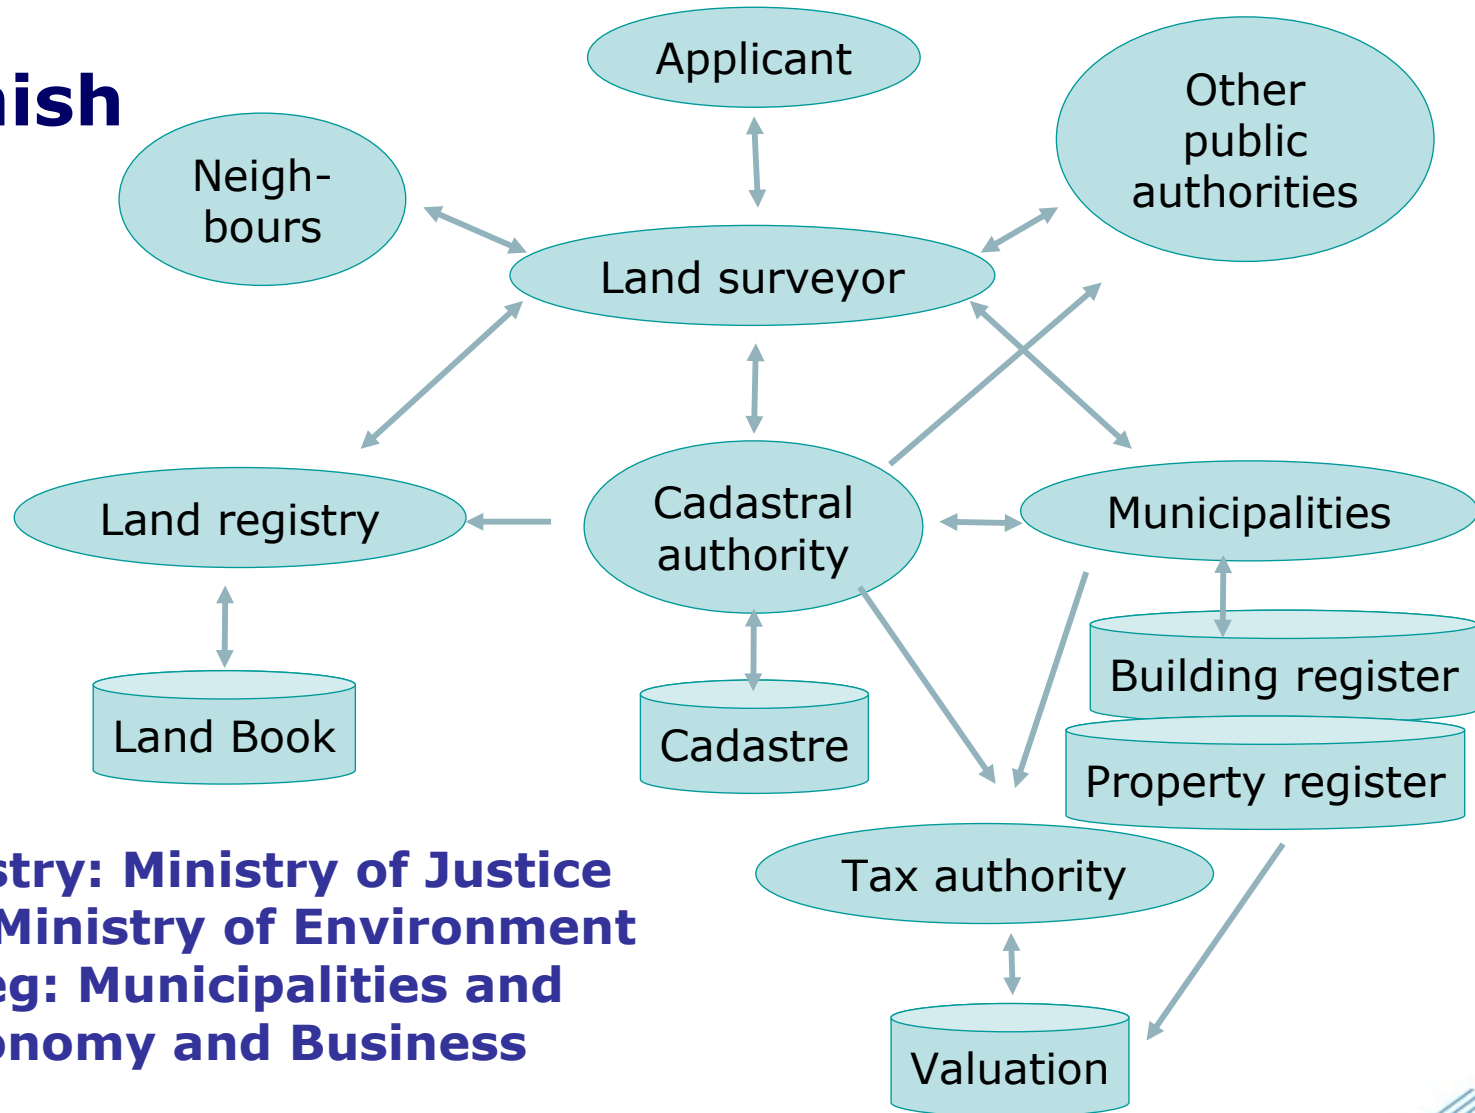 Applicant
Other
public
authorities
nish
Neigh-
bours
Land surveyor
Land registry
Cadastral
authority
Municipalities
Building register
Land Book
Cadastre
Property register
Tax authority
stry: Ministry of Justice
Ministry of Environment
eg: Municipalities and
onomy and Business
Valuation